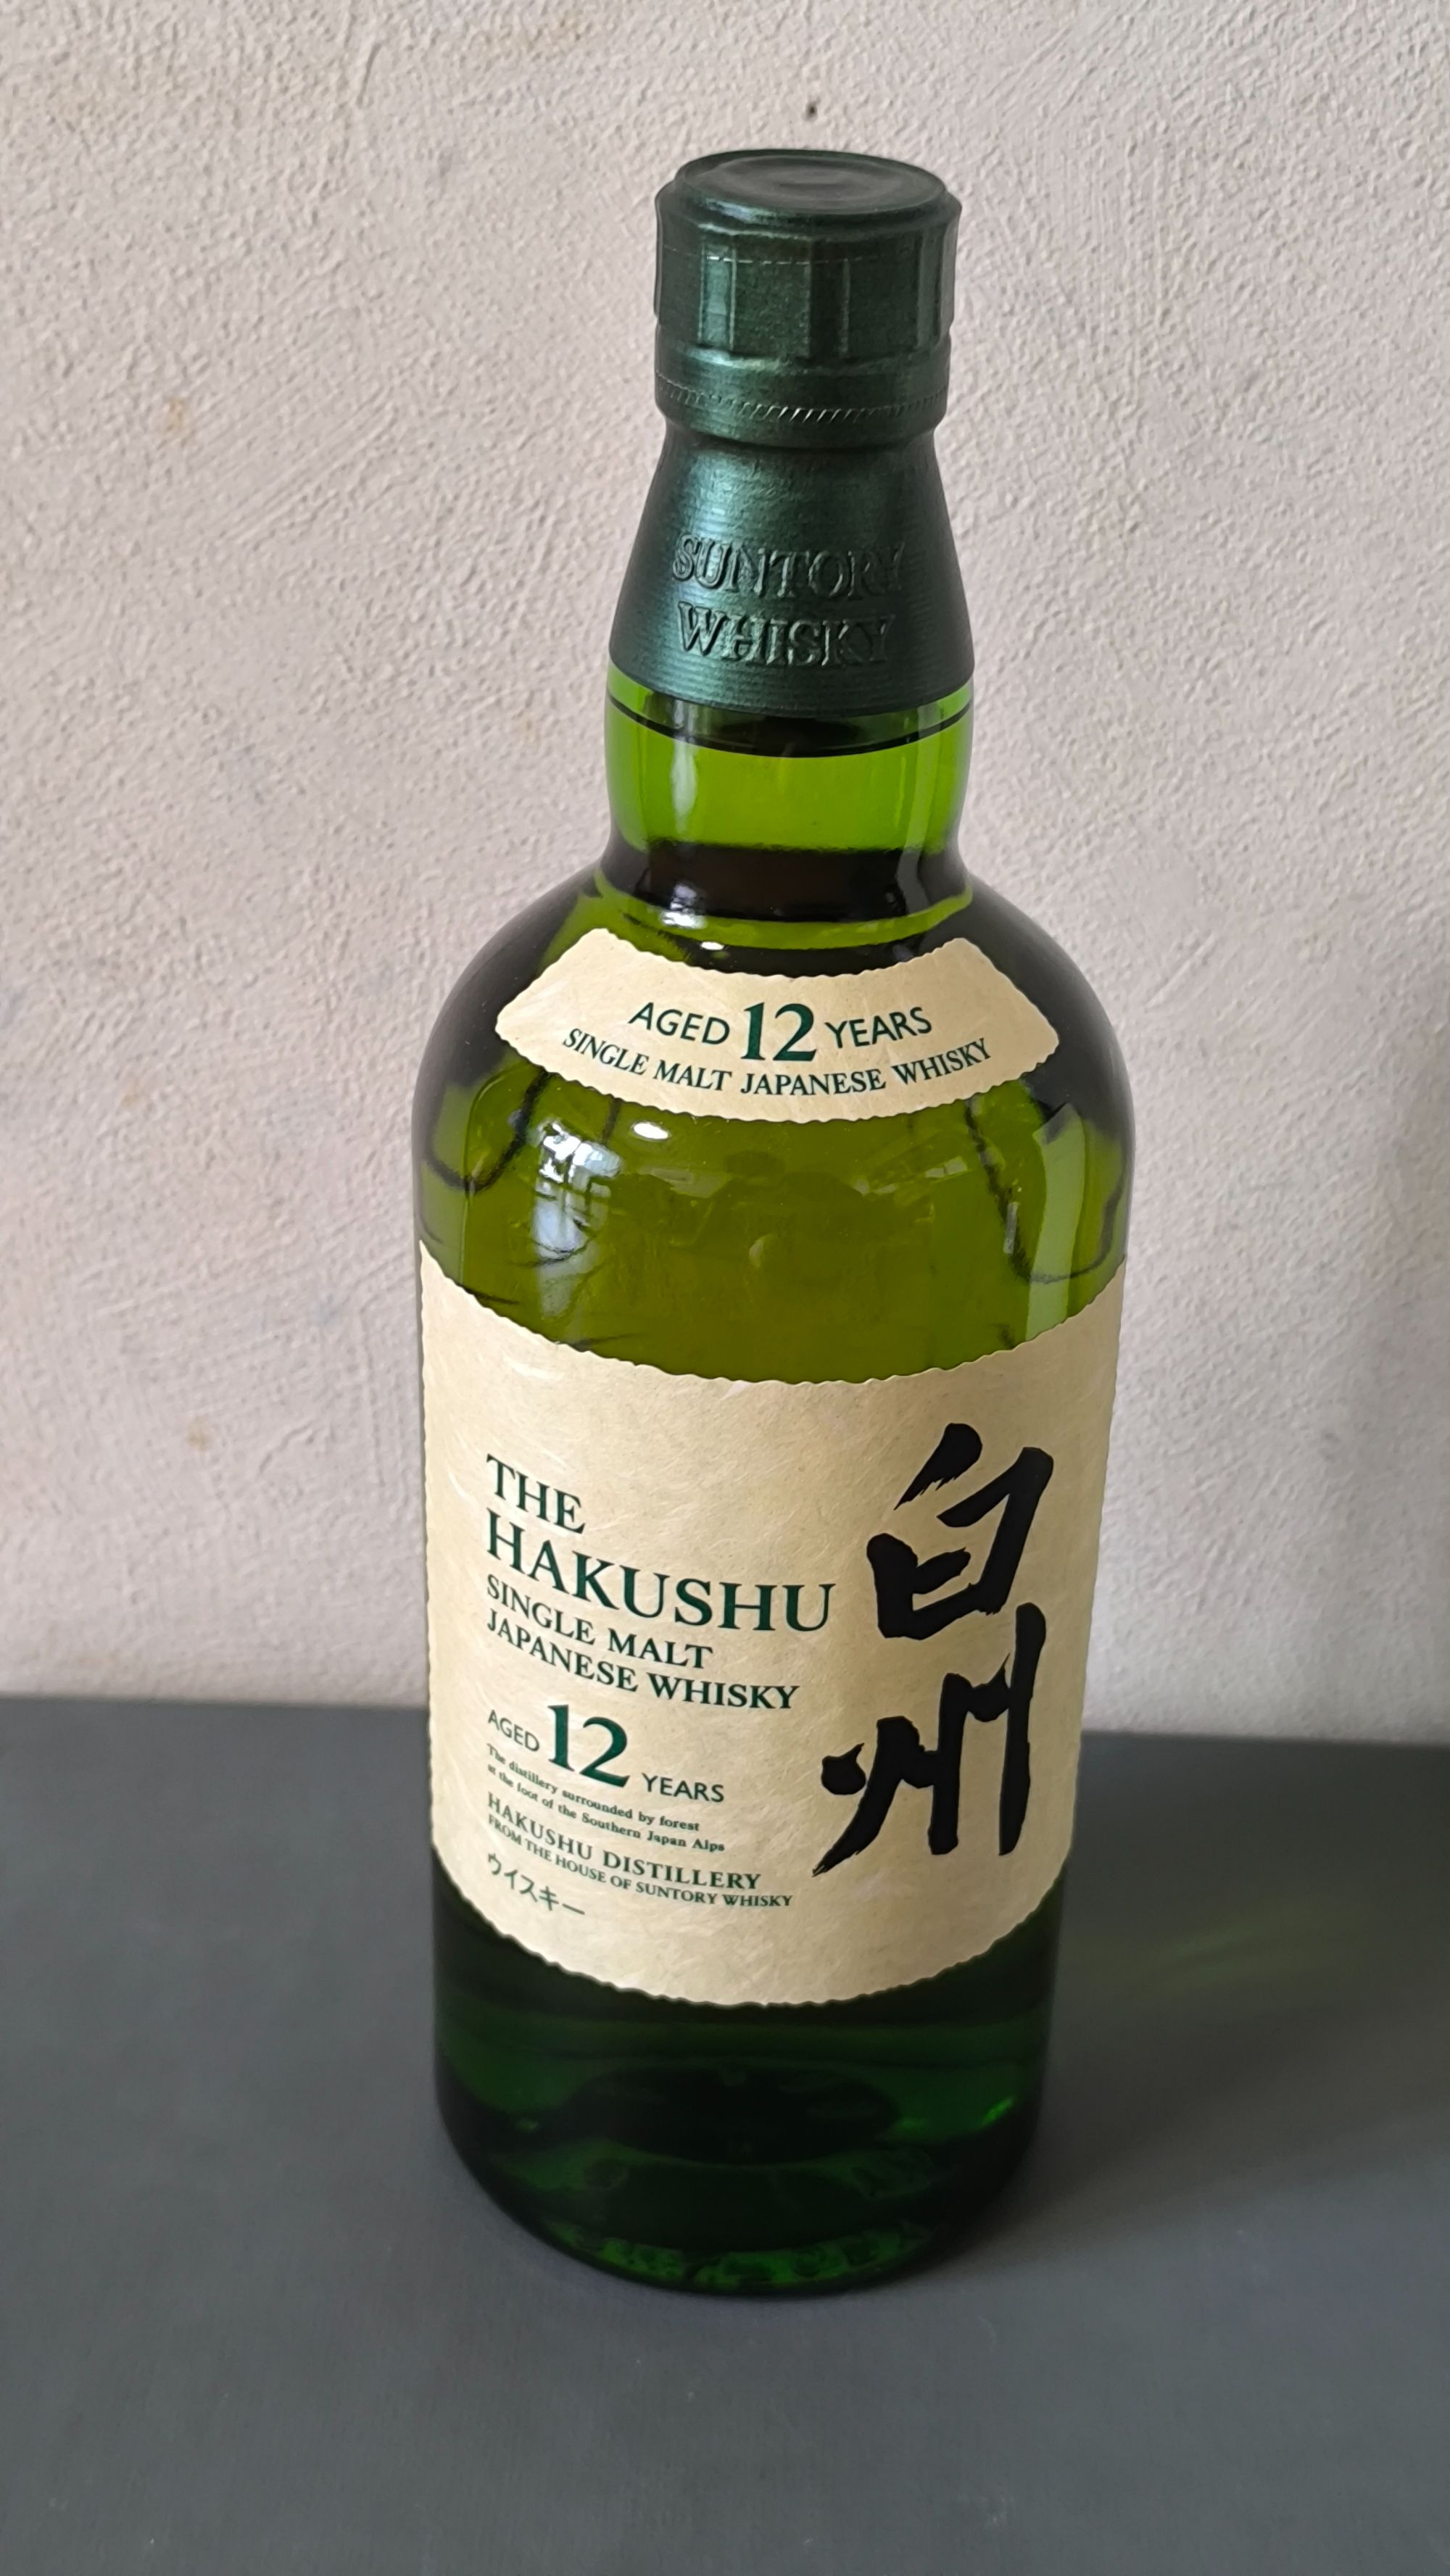 SUNTORY
WHISKY
AGED 12 YEARS
SINGLE MALT JAPANESE WHISKY
THE
HAKUSHU
SINGLE MALT
JAPANESE WHISKY
AGED 12 YEARS
The distillery surrounded by forest
at the foot of the Southern Japan Alps
HAKUSHU DISTILLERY
FROM THE HOUSE OF SUNTORY WHISKY
ウイスキー
白州